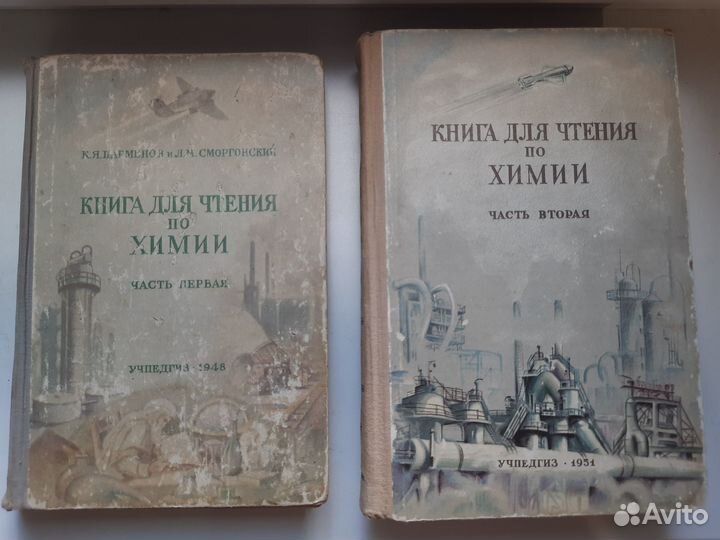 К.Я. ПАРМЕНОВ и Л.М. СМОРГОНСКИЙ
КНИГА ДЛЯ ЧТЕНИЯ
ПО
ХИМИИ
ЧАСТЬ ПЕРВАЯ
УЧПЕДГИЗ · 1948
КНИГА ДЛЯ ЧТЕНИЯ
ПО
ХИМИИ
ЧАСТЬ ВТОРАЯ
УЧПЕДГИЗ · 1951
Avito